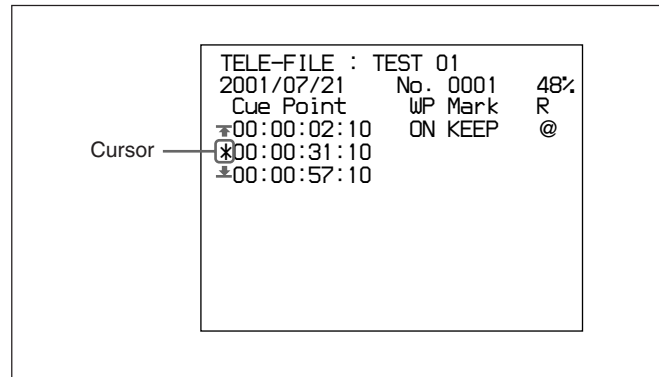 TELE-FILE : TEST 01
2001/07/21 No. 0001 48%
Cue Point WP Mark R
00:00:02:10 ON KEEP @
Cursor *00:00:31:10
00:00:57:10